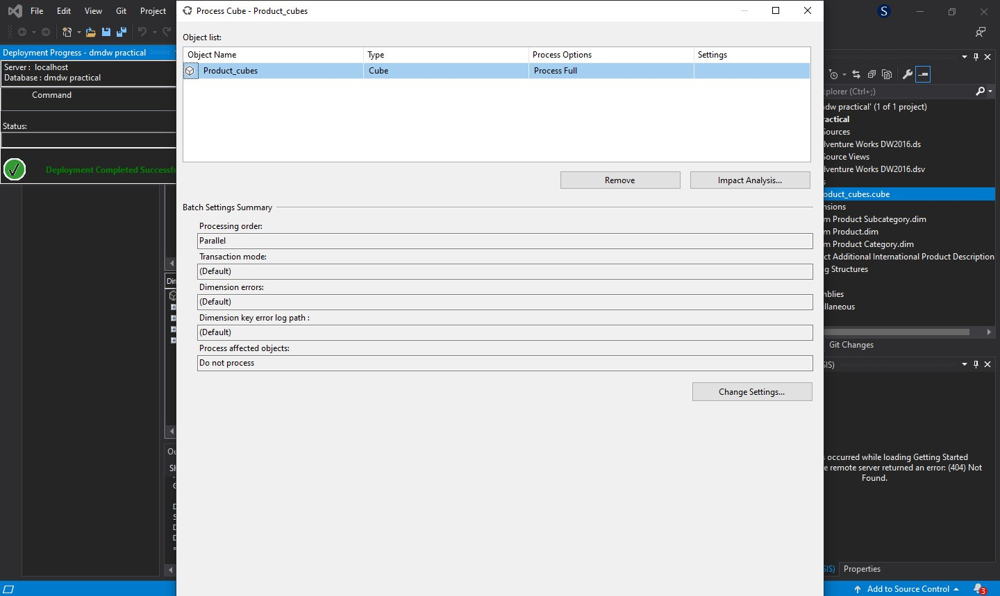 File Edit View Git Project
Process Cube - Product_cubes
S
Deployment Progress - dmdw practical
Server : localhost
Database : dmdw practical
Command
Status:
Deployment Completed Successfu
Object list:
Object Name Type Process Options Settings
Product_cubes Cube Process Full
Remove Impact Analysis...
Batch Settings Summary
Processing order:
Parallel
Transaction mode:
(Default)
Dimension errors:
(Default)
Dimension key error log path :
(Default)
Process affected objects:
Do not process
Change Settings...
plorer (Ctrl+;)
dw practical' (1 of 1 project)
actical
Sources
venture Works DW2016.ds
Source Views
venture Works DW2016.dsv
s
oduct_cubes.cube
nsions
m Product Subcategory.dim
m Product.dim
m Product Category.dim
ct Additional International Product Description
g Structures
mblies
llaneous
Git Changes
SIS)
s occurred while loading Getting Started
e remote server returned an error: (404) Not
Found.
SIS) Properties
Din
Ou
Add to Source Control 3